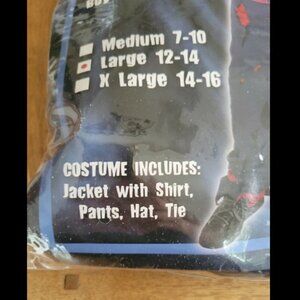 Medium 7-10
Large 12-14
X Large 14-16
COSTUME INCLUDES:
Jacket with Shirt,
Pants, Hat, Tie